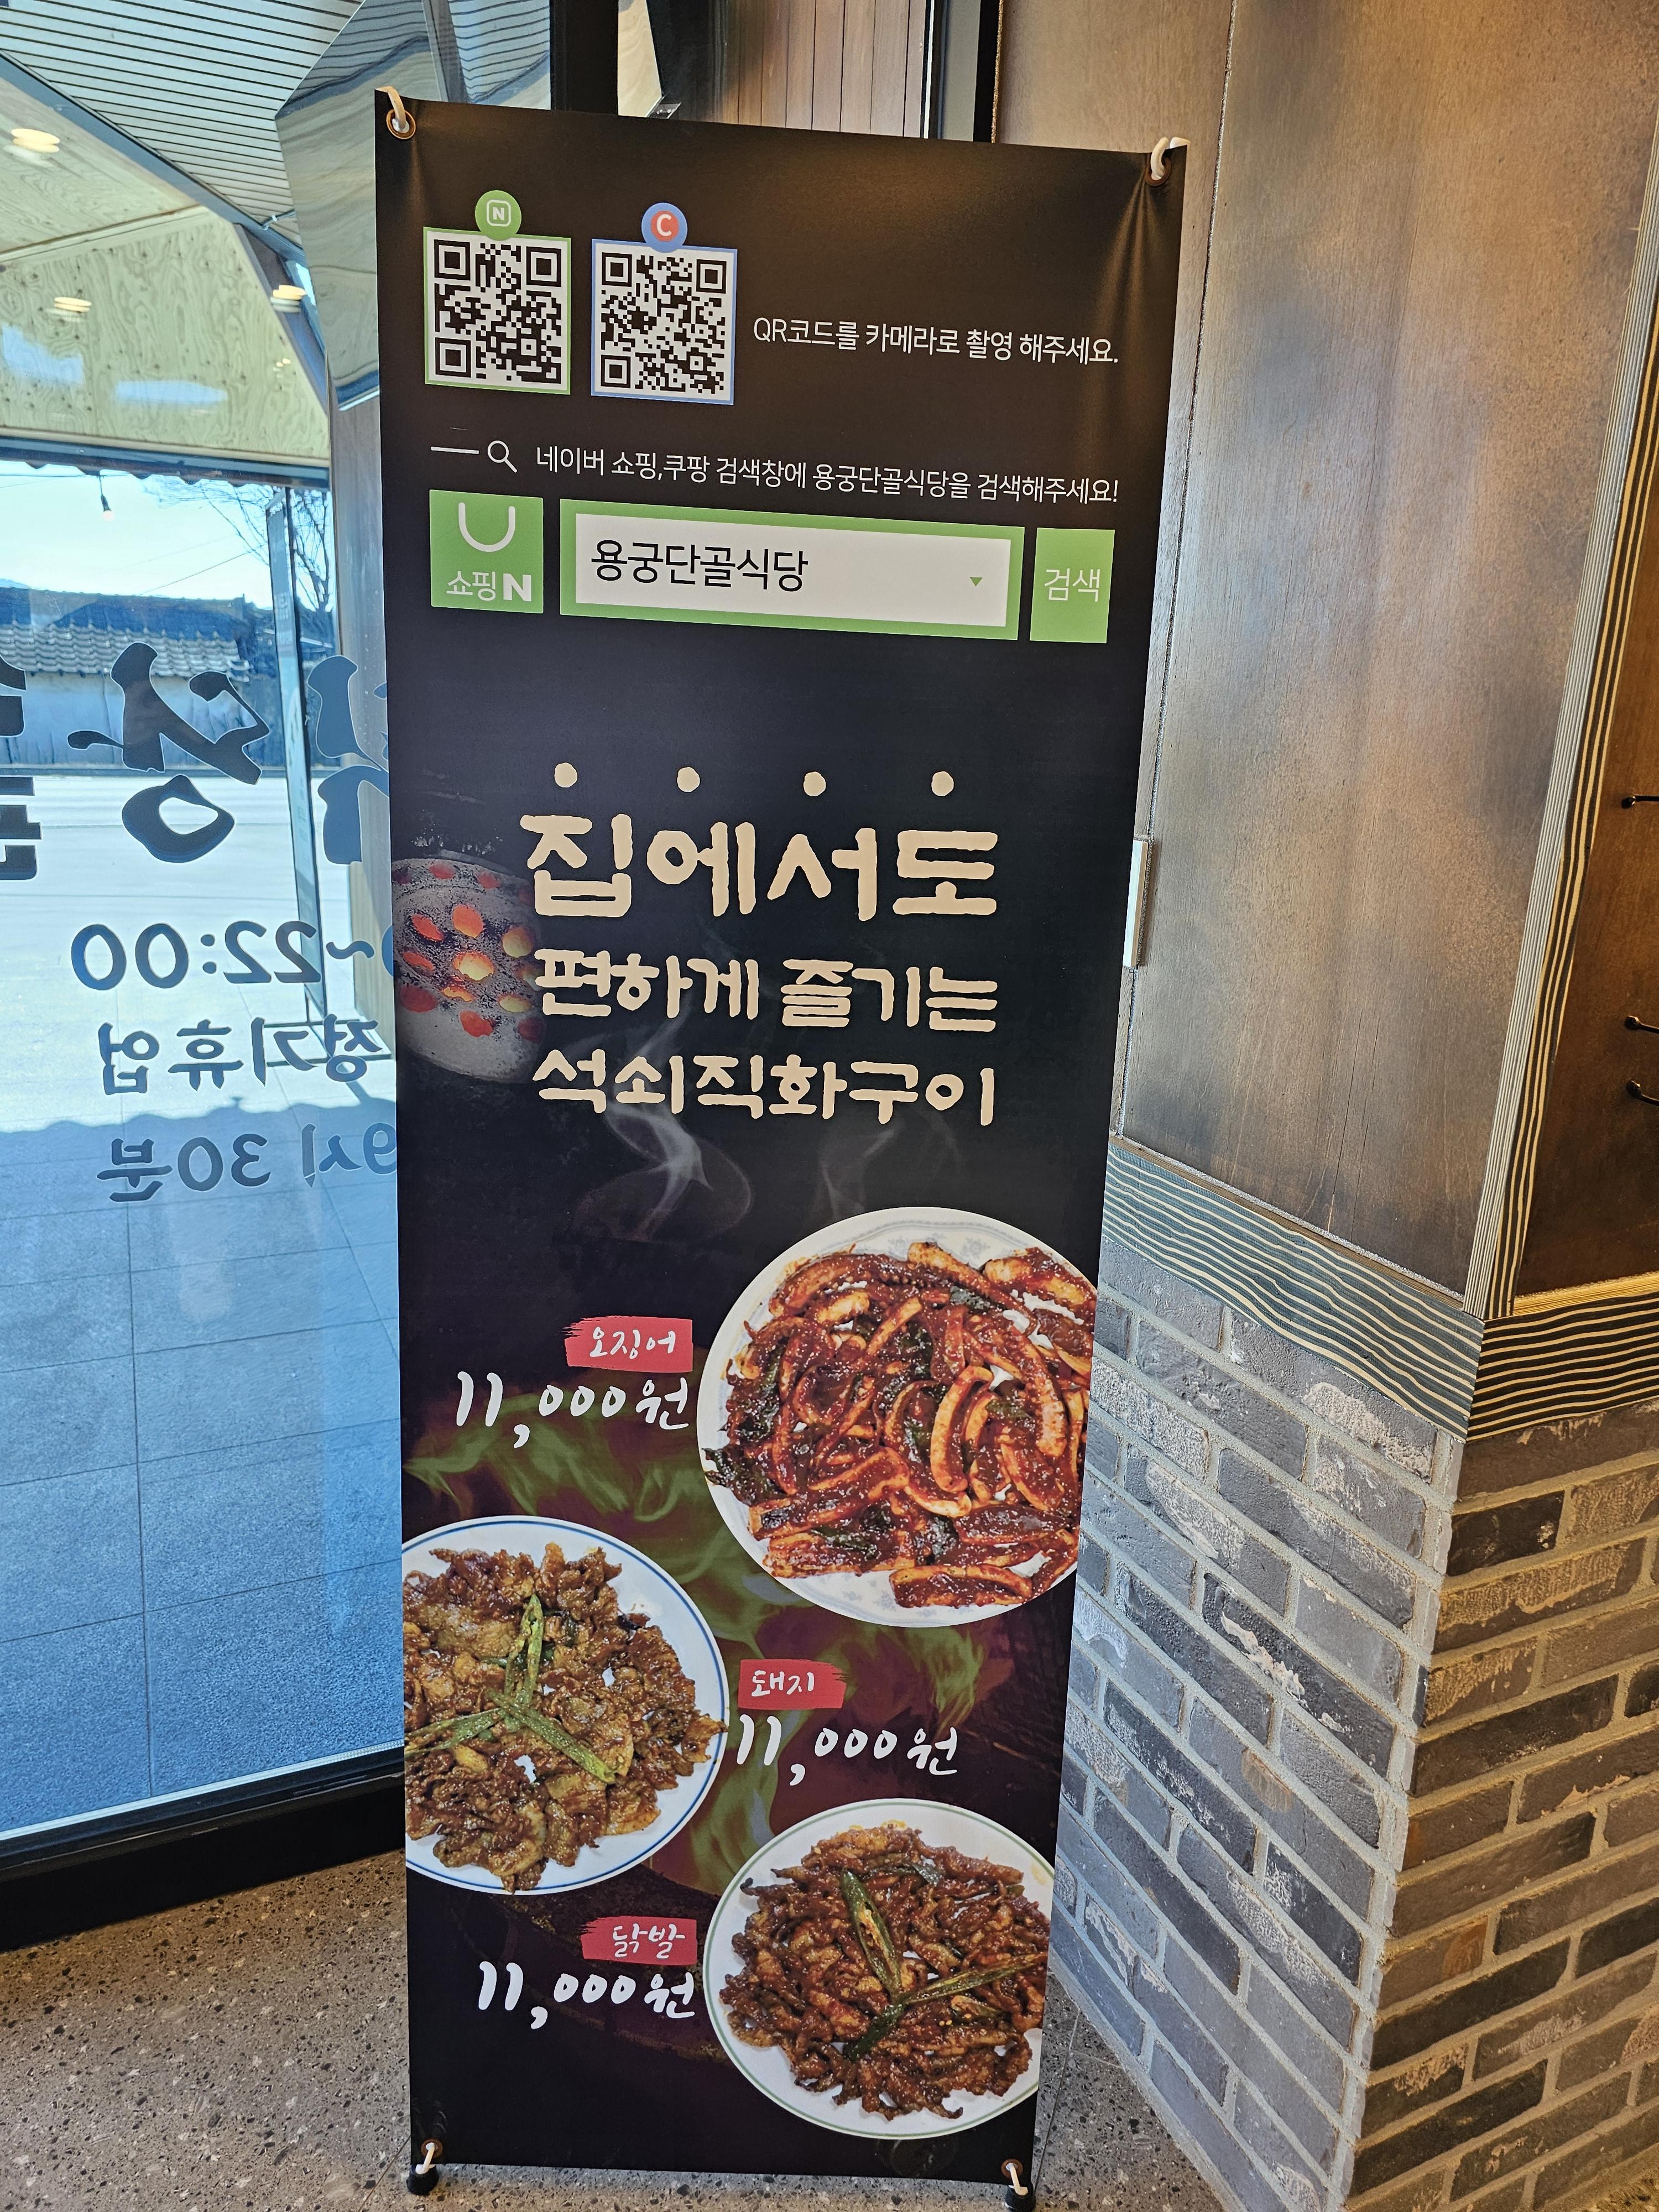 N
C
QR코드를 카메라로 촬영 해주세요.
네이버 쇼핑,쿠팡 검색창에 용궁단골식당을 검색해주세요!
쇼핑 N
용궁단골식당
검색
집에서도
편하게 즐기는
석쇠직화구이
오징어
11,000원
돼지
11,000원
닭발
11,000원
~22:00
정기휴업
9시 30분